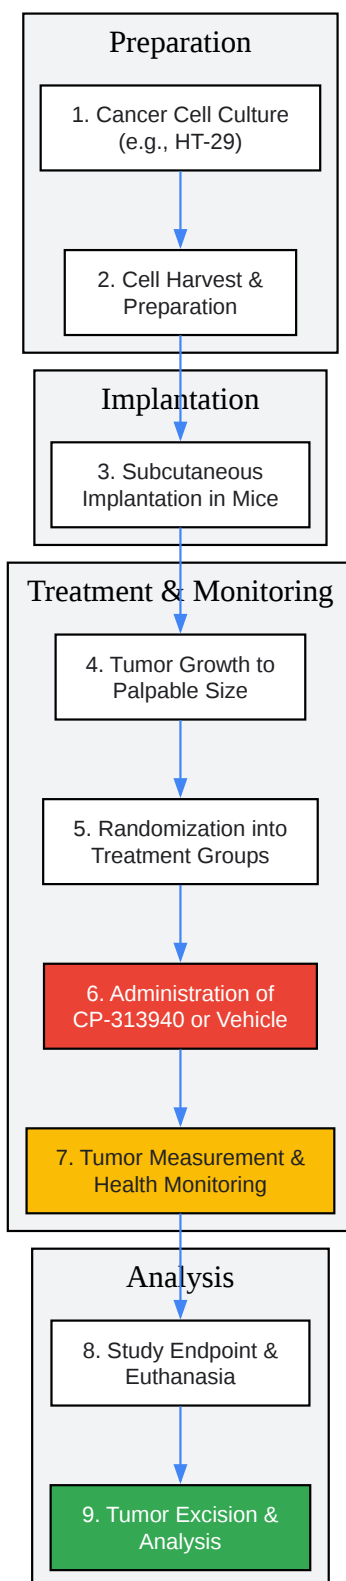 Preparation
1. Cancer Cell Culture
(e.g., HT-29)
2. Cell Harvest &
Preparation
Implantation
3. Subcutaneous
Implantation in Mice
Treatment & Monitoring
4. Tumor Growth to
Palpable Size
5. Randomization into
Treatment Groups
6. Administration of
CP-313940 or Vehicle
7. Tumor Measurement &
Health Monitoring
Analysis
8. Study Endpoint &
Euthanasia
9. Tumor Excision &
Analysis